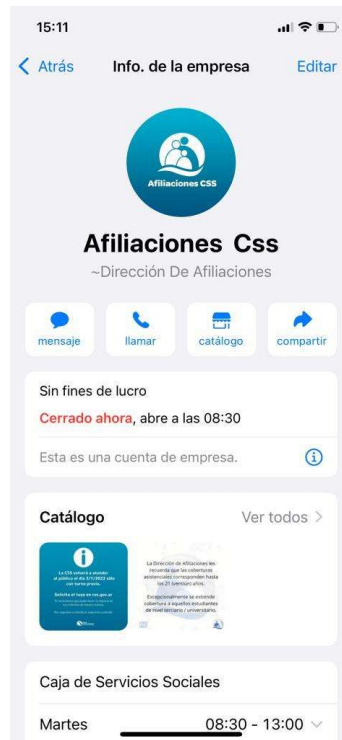 15:11
Atrás
Info. de la empresa
Editar
Afiliaciones CSS
Afiliaciones Css
~Dirección De Afiliaciones
mensaje
llamar
catálogo
compartir
Sin fines de lucro
Cerrado ahora, abre a las 08:30
Esta es una cuenta de empresa.
Catálogo
Ver todos
La CSS volverá a atender
al público el día 3/1/2022 sólo
con turno previo.
Solicite el tuyo en css.gov.ar
La Dirección de Afiliaciones les
recuerda que las coberturas
asistenciales corresponden hasta
los 21 (veintiún) años.
Excepcionalmente se extiende
cobertura a aquellos estudiantes
de nivel terciario / universitario.
Caja de Servicios Sociales
Martes
08:30 - 13:00